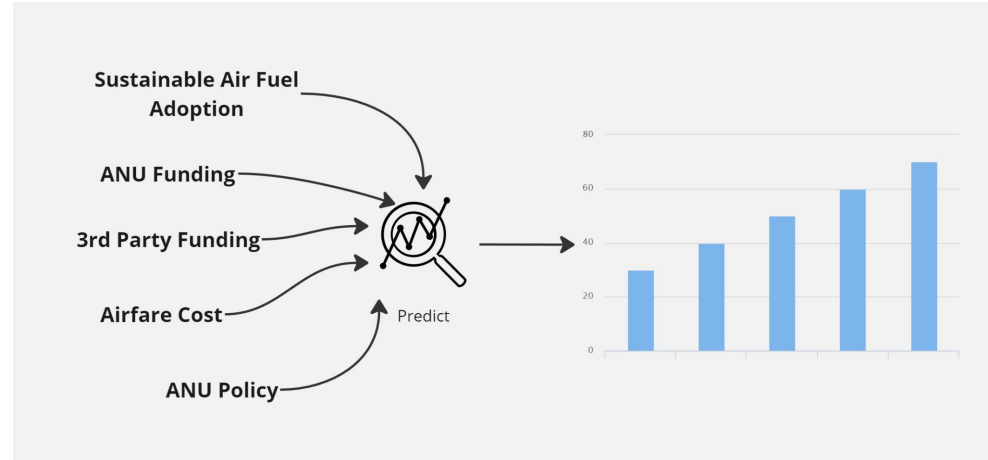 Sustainable Air Fuel
Adoption
ANU Funding
3rd Party Funding
Airfare Cost
ANU Policy
Predict
80
60
40
20
0